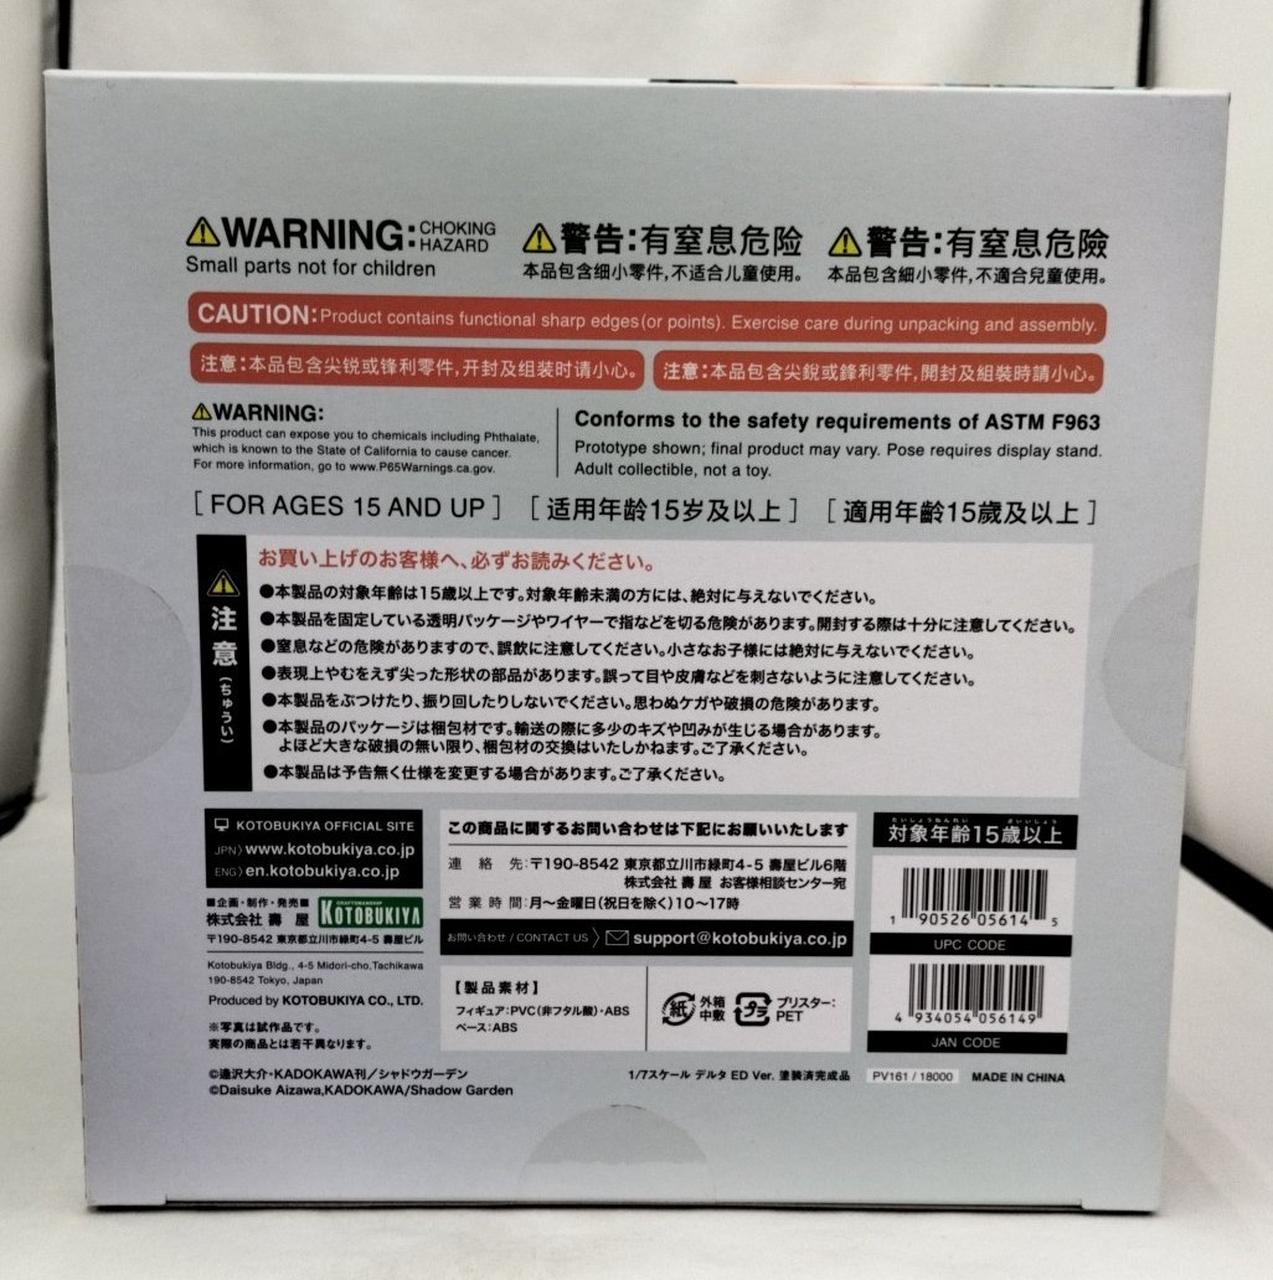 WARNING: CHOKING HAZARD
Small parts not for children
警告:有窒息危险
本品包含细小零件,不适合儿童使用。
警告:有窒息危險
本品包含細小零件,不適合兒童使用。
CAUTION:Product contains functional sharp edges(or points). Exercise care during unpacking and assembly.
注意:本品包含尖锐或锋利零件,开封及组装时请小心。
注意:本品包含尖銳或鋒利零件,開封及組裝時請小心。
WARNING:
This product can expose you to chemicals including Phthalate,
which is known to the State of California to cause cancer.
For more information, go to www.P65Warnings.ca.gov.
Conforms to the safety requirements of ASTM F963
Prototype shown; final product may vary. Pose requires display stand.
Adult collectible, not a toy.
[ FOR AGES 15 AND UP ] [ 适用年龄15岁及以上 ] [ 適用年齡15歲及以上 ]
注意(ちゅうい)
お買い上げのお客様へ、必ずお読みください。
●本製品の対象年齢は15歳以上です。対象年齢未満の方には、絶対に与えないでください。
●本製品を固定している透明パッケージやワイヤーで指などを切る危険があります。開封する際は十分に注意してください。
●窒息などの危険がありますので、誤飲に注意してください。小さなお子様には絶対に与えないでください。
●表現上やむをえず尖った形状の部品があります。誤って目や皮膚などを刺さないように注意してください。
●本製品をぶつけたり、振り回したりしないでください。思わぬケガや破損の危険があります。
●本製品のパッケージは梱包材です。輸送の際に多少のキズや凹みが生じる場合があります。
よほど大きな破損の無い限り、梱包材の交換はいたしかねます。ご了承ください。
●本製品は予告無く仕様を変更する場合があります。ご了承ください。
KOTOBUKIYA OFFICIAL SITE
JPN〉www.kotobukiya.co.jp
ENG〉en.kotobukiya.co.jp
■企画・制作・発売■
株式会社 壽 屋
CRAFTSMANSHIP
KOTOBUKIYA
〒190-8542 東京都立川市緑町4-5 壽屋ビル
Kotobukiya Bldg., 4-5 Midori-cho,Tachikawa
190-8542 Tokyo, Japan
Produced by KOTOBUKIYA CO., LTD.
※写真は試作品です。
実際の商品とは若干異なります。
この商品に関するお問い合わせは下記にお願いいたします
連 絡 先:〒190-8542 東京都立川市緑町4-5 壽屋ビル6階
株式会社 壽 屋 お客様相談センター宛
営業時間:月〜金曜日(祝日を除く)10〜17時
お問い合わせ / CONTACT US 〉 support@kotobukiya.co.jp
【製品素材】
フィギュア:PVC(非フタル酸)・ABS
ベース:ABS
紙 外箱
中敷
プラ ブリスター:
PET
たいしょうねんれい さいいじょう
対象年齢15歳以上
1 90526 05614 5
UPC CODE
4 934054 056149
JAN CODE
©逢沢大介・KADOKAWA刊/シャドウガーデン
©Daisuke Aizawa,KADOKAWA/Shadow Garden
1/7スケール デルタ ED Ver. 塗装済完成品
PV161 / 18000
MADE IN CHINA